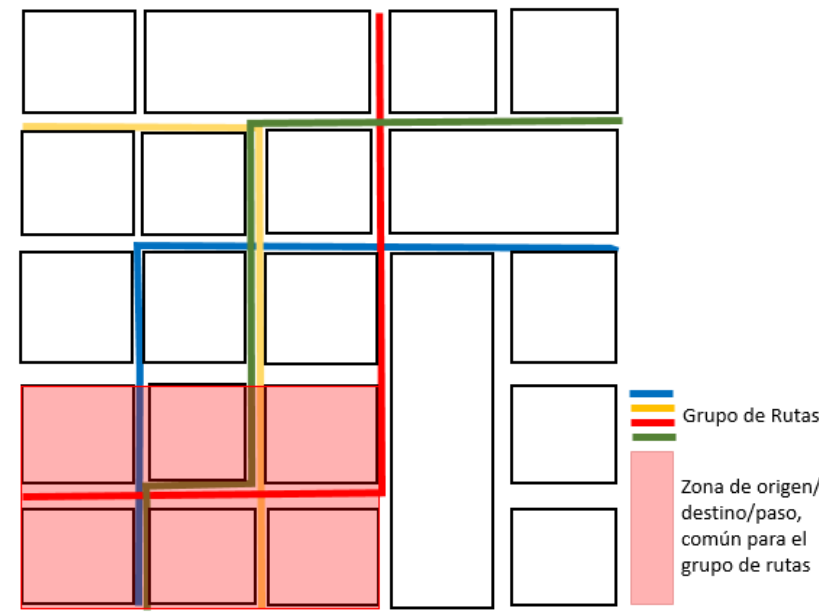 Grupo de Rutas
Zona de origen/
destino/paso,
común para el
grupo de rutas